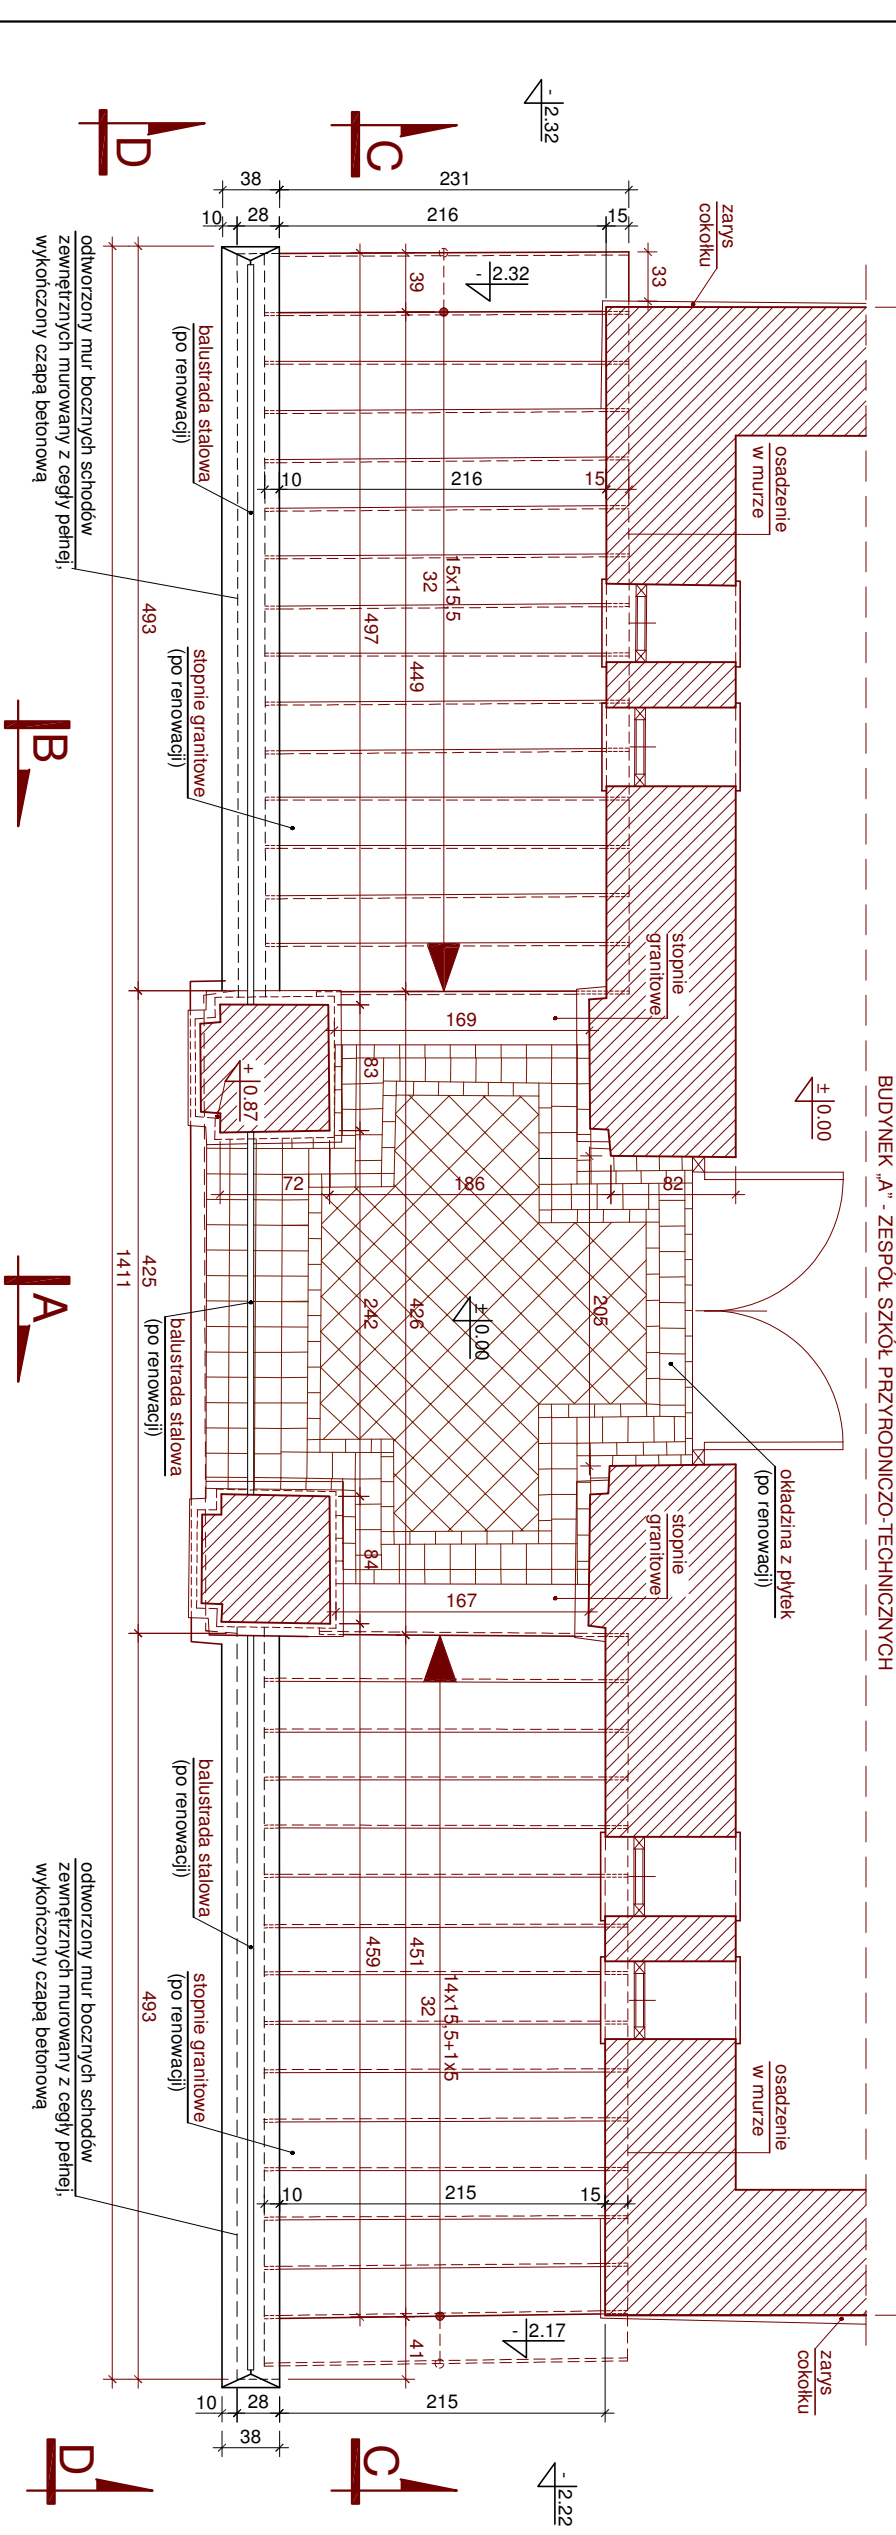 BUDYNEK „A” - ZESPÓŁ SZKÓŁ PRZYRODNICZO-TECHNICZNYCH
-
2.32
D
C
38
231
10
28
216
15
zarys
cokołku
33
39
-
2.32
balustrada stalowa
(po renowacji)
odtworzony mur bocznych schodów
zewnętrznych murowany z cegły pełnej,
wykończony czapą betonową
10
216
15
osadzenie
w murze
15x15,5
32
497
449
493
stopnie granitowe
(po renowacji)
B
stopnie
granitowe
169
83
+
0.87
±
0.00
72
186
82
425
1411
242
426
±
0.00
205
A
balustrada stalowa
(po renowacji)
okładzina z płytek
(po renowacji)
stopnie
granitowe
84
167
balustrada stalowa
(po renowacji)
odtworzony mur bocznych schodów
zewnętrznych murowany z cegły pełnej,
wykończony czapą betonową
459
451
14x15,5+1x5
32
493
stopnie granitowe
(po renowacji)
osadzenie
w murze
10
215
15
41
-
2.17
zarys
cokołku
10
28
215
38
D
C
-
2.22